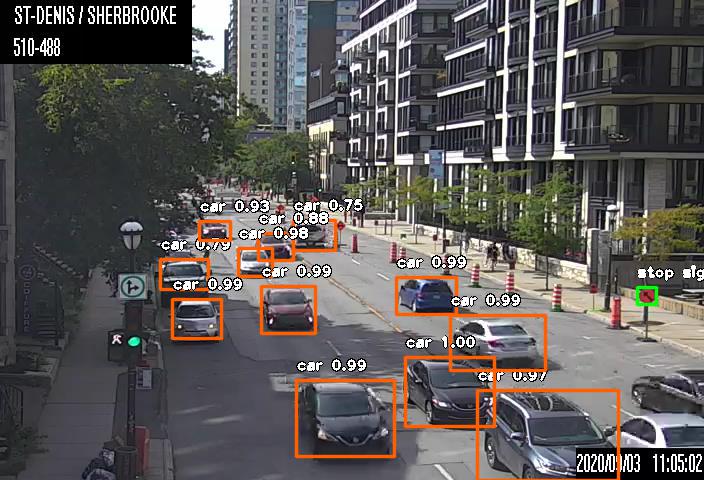 ST-DENIS / SHERBROOKE
510-488
car 0.93
car 0.75
car 0.88
car 0.98
car 0.79
car 0.99
car 0.99
car 0.99
car 0.99
car 1.00
car 0.99
car 0.97
stop sig
2020/09/03 11:05:02